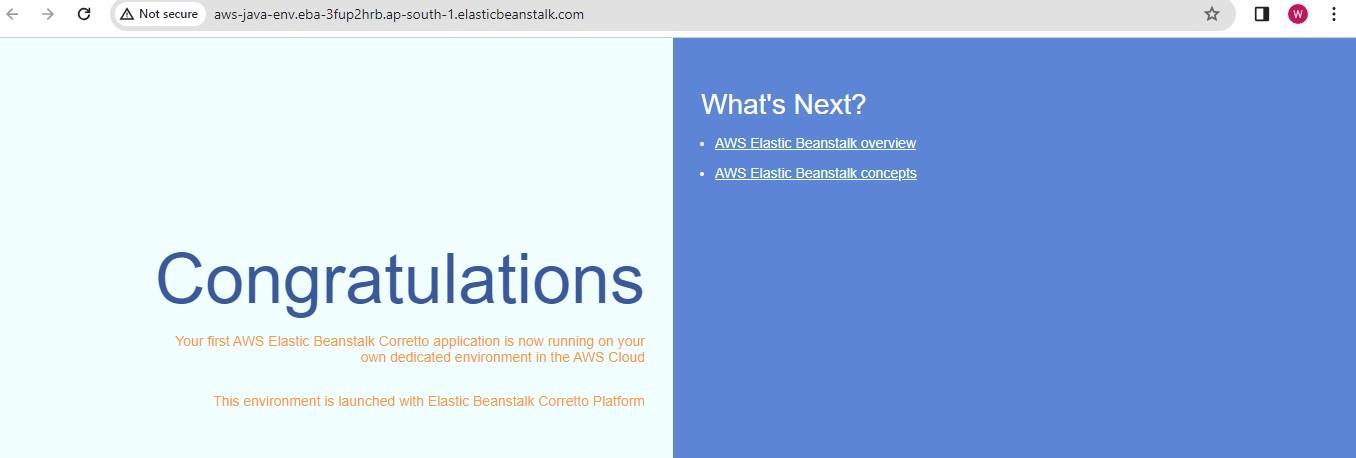 Not secure
aws-java-env.eba-3fup2hrb.ap-south-1.elasticbeanstalk.com
W
Congratulations
Your first AWS Elastic Beanstalk Corretto application is now running on your
own dedicated environment in the AWS Cloud
This environment is launched with Elastic Beanstalk Corretto Platform
What's Next?
AWS Elastic Beanstalk overview
AWS Elastic Beanstalk concepts